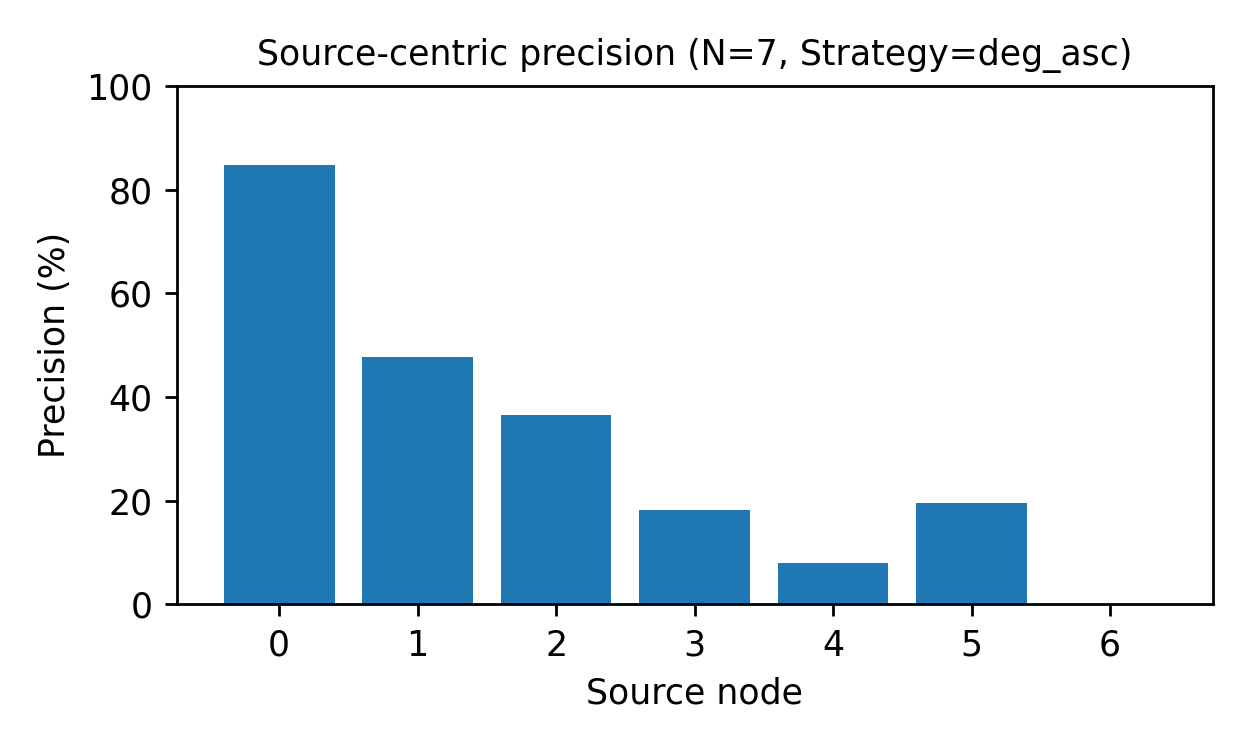 Source-centric precision (N=7, Strategy=deg_asc)
100
80
60
40
20
0
Precision (%)
0 1 2 3 4 5 6
Source node